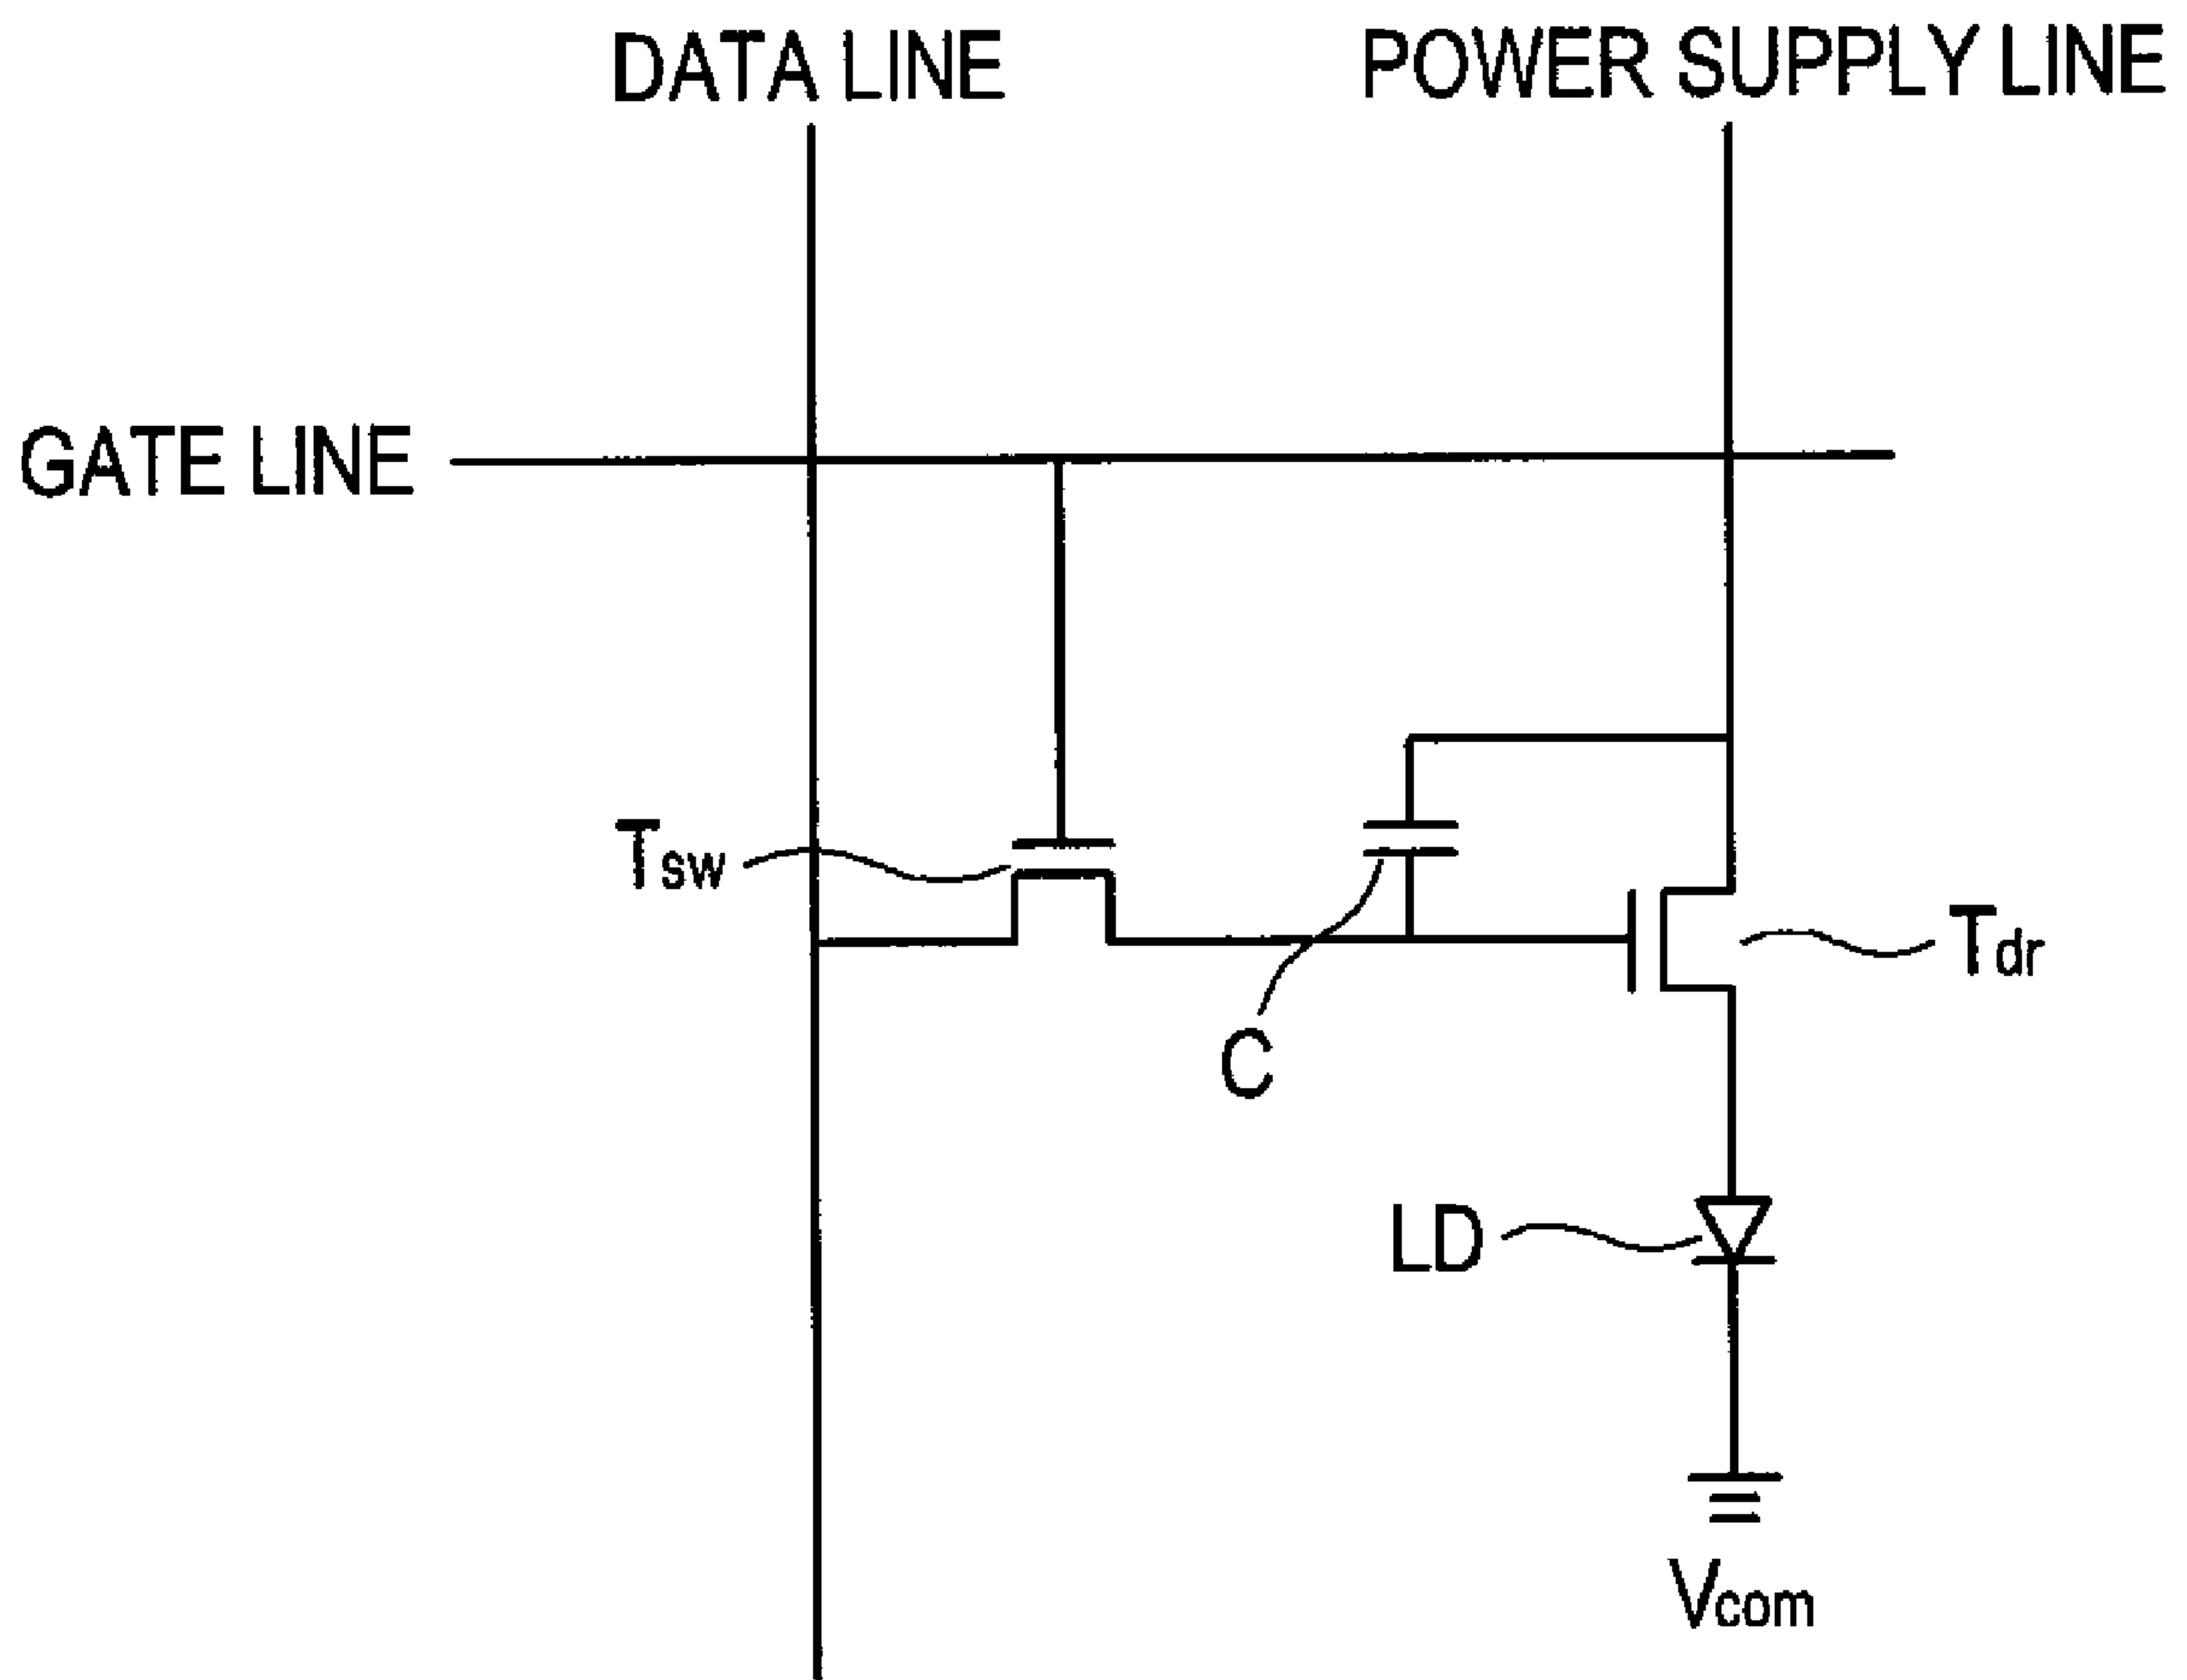 DATA LINE
POWER SUPPLY LINE
GATE LINE
Tsw
Tdr
C
LD
Vcom